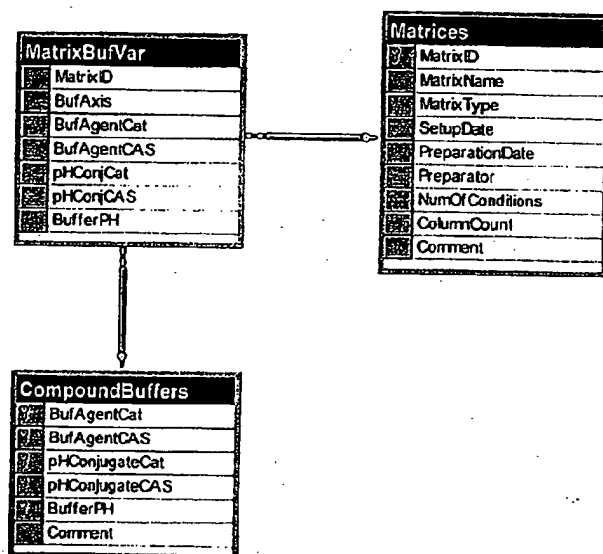 MatrixBufVar
MatrixID
BufAxis
BufAgentCat
BufAgentCAS
pHConjCat
pHConjCAS
BufferPH
Matrices
MatrixID
MatrixName
MatrixType
SetupDate
PreparationDate
Preparator
NumOfConditions
ColumnCount
Comment
CompoundBuffers
BufAgentCat
BufAgentCAS
pHConjugateCat
pHConjugateCAS
BufferPH
Comment